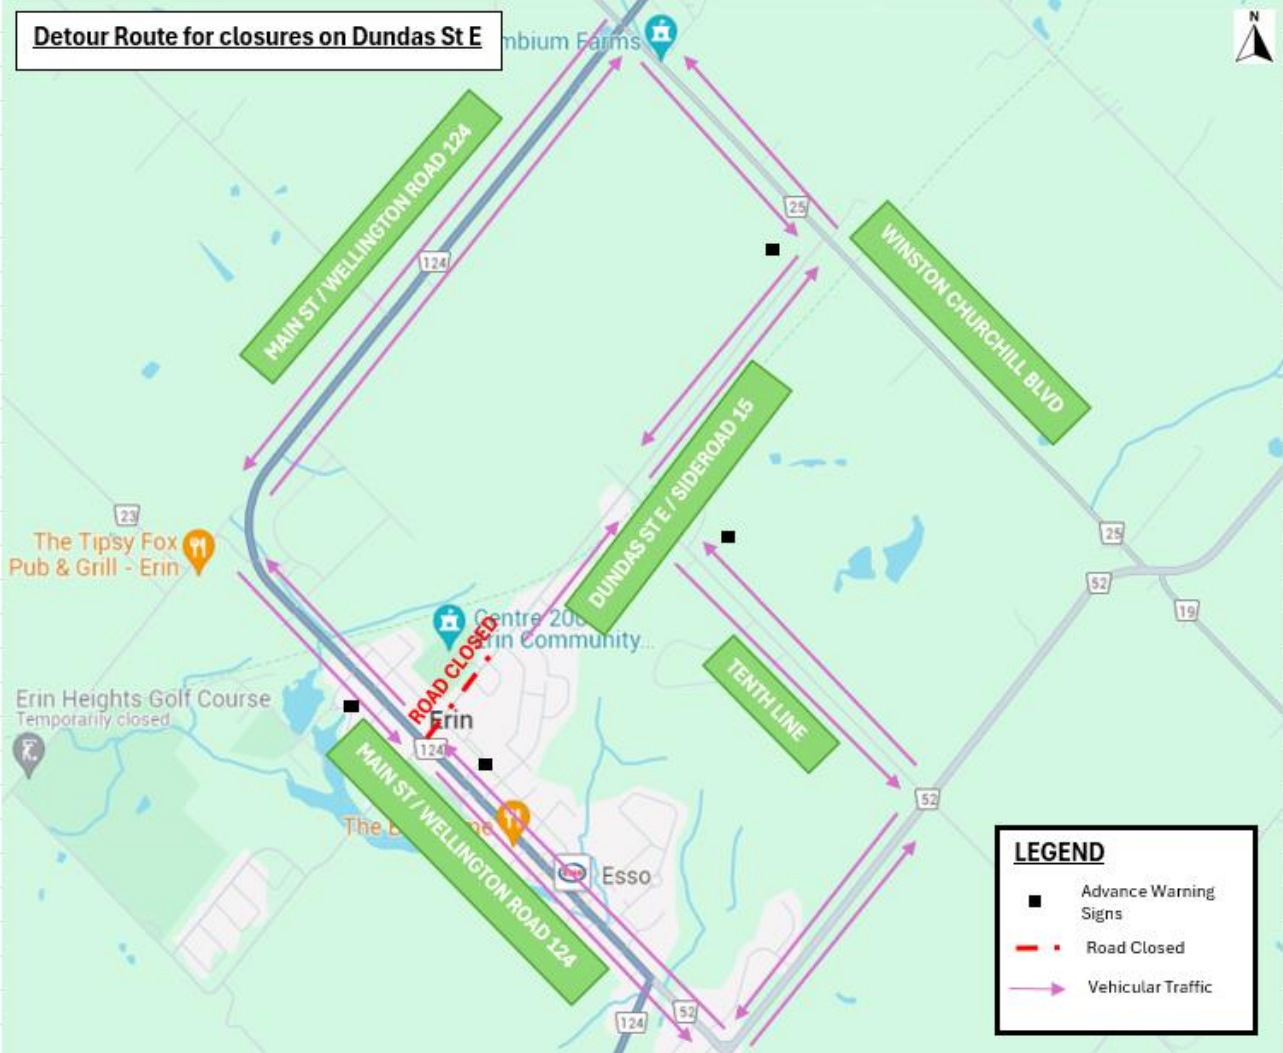 Detour Route for closures on Dundas St E
mbium Farms
N
MAIN ST / WELLINGTON ROAD 124
25
WINSTON CHURCHILL BLVD
124
DUNDAS ST E / SIDEROAD 15
23
The Tipsy Fox
Pub & Grill - Erin
25
52
19
Centre 200
Erin Community...
ROAD CLOSED
TENTH LINE
Erin Heights Golf Course
Temporarily closed
Erin
124
MAIN ST / WELLINGTON ROAD 124
52
The B
ne
Esso
52
124
LEGEND
Advance Warning
Signs
Road Closed
Vehicular Traffic